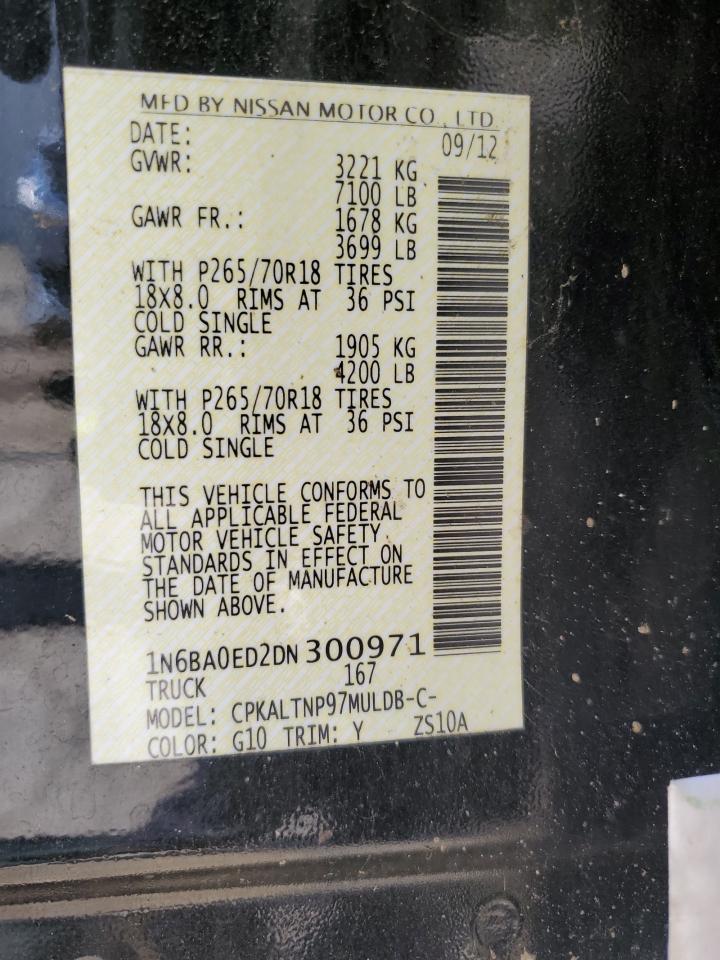 MFD BY NISSAN MOTOR CO., LTD.
DATE: 09/12
GVWR: 3221 KG
7100 LB
GAWR FR.: 1678 KG
3699 LB
WITH P265/70R18 TIRES
18X8.0 RIMS AT 36 PSI
COLD SINGLE
GAWR RR.: 1905 KG
4200 LB
WITH P265/70R18 TIRES
18X8.0 RIMS AT 36 PSI
COLD SINGLE
THIS VEHICLE CONFORMS TO
ALL APPLICABLE FEDERAL
MOTOR VEHICLE SAFETY
STANDARDS IN EFFECT ON
THE DATE OF MANUFACTURE
SHOWN ABOVE.
1N6BA0ED2DN300971
TRUCK 167
MODEL: CPKALTNP97MULDB-C-
COLOR: G10 TRIM: Y ZS10A